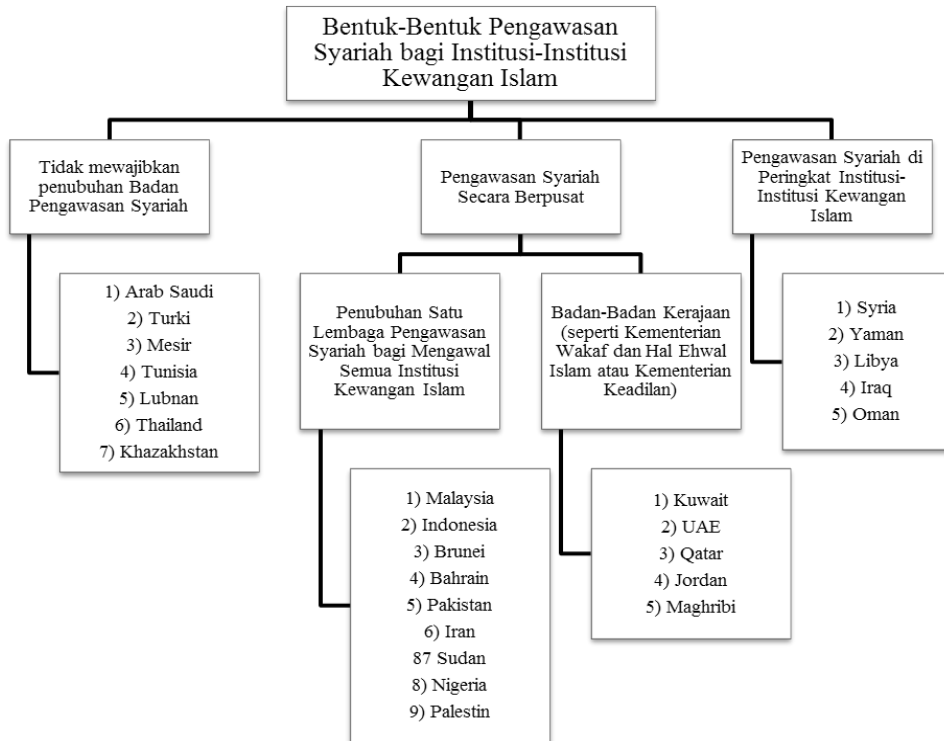 Bentuk-Bentuk Pengawasan
Syariah bagi Institusi-Institusi
Kewangan Islam
Tidak mewajibkan
penubuhan Badan
Pengawasan Syariah
Pengawasan Syariah
Secara Berpusat
Pengawasan Syariah di
Peringkat Institusi-
Institusi Kewangan
Islam
1) Arab Saudi
2) Turki
3) Mesir
4) Tunisia
5) Lubnan
6) Thailand
7) Khazakhstan
Penubuhan Satu
Lembaga Pengawasan
Syariah bagi Mengawal
Semua Institusi
Kewangan Islam
Badan-Badan Kerajaan
(seperti Kementerian
Wakaf dan Hal Ehwal
Islam atau Kementerian
Keadilan)
1) Syria
2) Yaman
3) Libya
4) Iraq
5) Oman
1) Malaysia
2) Indonesia
3) Brunei
4) Bahrain
5) Pakistan
6) Iran
87 Sudan
8) Nigeria
9) Palestin
1) Kuwait
2) UAE
3) Qatar
4) Jordan
5) Maghribi